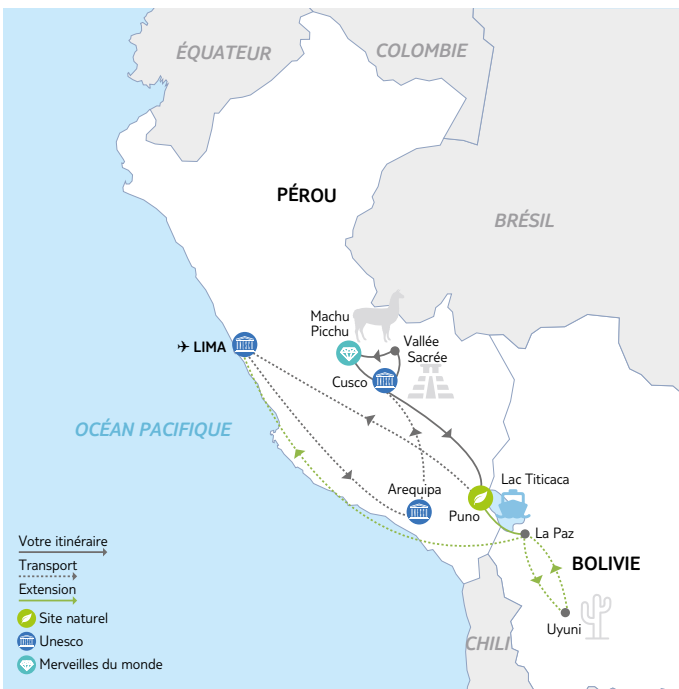 ÉQUATEUR
COLOMBIE
PÉROU
BRÉSIL
Machu
Picchu
Vallée
Sacrée
✈ LIMA
Cusco
OCÉAN PACIFIQUE
Arequipa
Lac Titicaca
Puno
La Paz
BOLIVIE
Uyuni
CHILI
Votre itinéraire
Transport
Extension
Site naturel
Unesco
Merveilles du monde